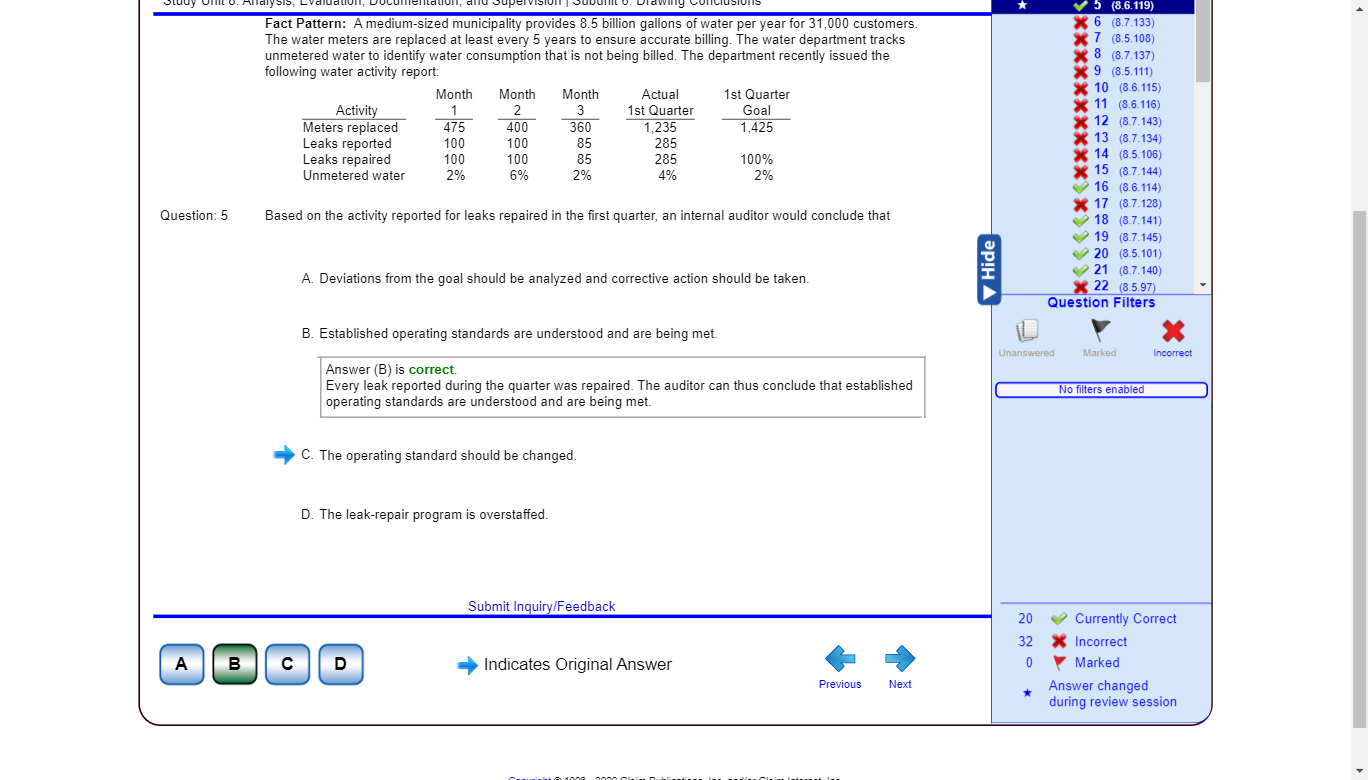 Study Unit 8: Analysis, Evaluation, Documentation, and Supervision | Subunit 6: Drawing Conclusions
Fact Pattern: A medium-sized municipality provides 8.5 billion gallons of water per year for 31,000 customers.
The water meters are replaced at least every 5 years to ensure accurate billing. The water department tracks
unmetered water to identify water consumption that is not being billed. The department recently issued the
following water activity report:
Month Month Month Actual 1st Quarter
Activity 1 2 3 1st Quarter Goal
Meters replaced 475 400 360 1,235 1,425
Leaks reported 100 100 85 285
Leaks repaired 100 100 85 285 100%
Unmetered water 2% 6% 2% 4% 2%
Question: 5 Based on the activity reported for leaks repaired in the first quarter, an internal auditor would conclude that
A. Deviations from the goal should be analyzed and corrective action should be taken.
B. Established operating standards are understood and are being met.
Answer (B) is correct.
Every leak reported during the quarter was repaired. The auditor can thus conclude that established
operating standards are understood and are being met.
C. The operating standard should be changed.
D. The leak-repair program is overstaffed.
Submit Inquiry/Feedback
A B C D
Indicates Original Answer
Previous Next
5 (8.6.119)
6 (8.7.133)
7 (8.5.108)
8 (8.7.137)
9 (8.5.111)
10 (8.6.115)
11 (8.6.116)
12 (8.7.143)
13 (8.7.134)
14 (8.5.106)
15 (8.7.144)
16 (8.6.114)
17 (8.7.128)
18 (8.7.141)
19 (8.7.145)
20 (8.5.101)
21 (8.7.140)
22 (8.5.97)
Hide
Question Filters
Unanswered Marked Incorrect
No filters enabled
20 Currently Correct
32 Incorrect
0 Marked
Answer changed
during review session
Copyright © 1996 - 2020 Gleim Publications, Inc. and/or Gleim Internet, Inc.